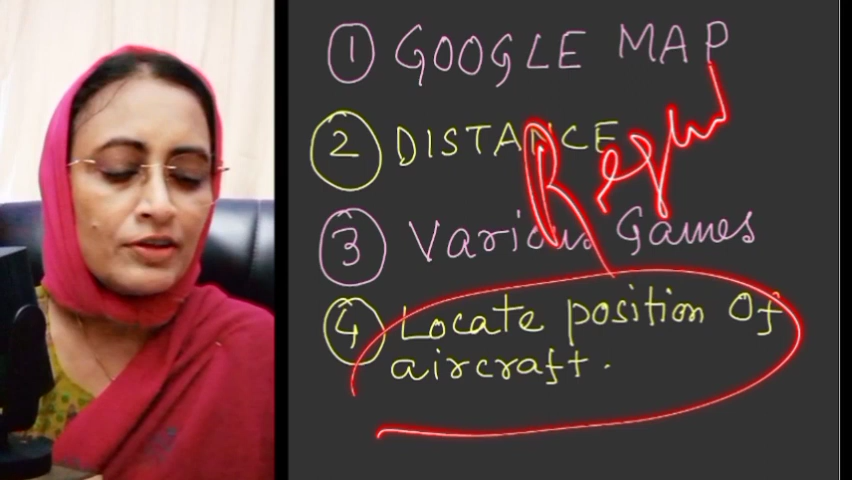 ① GOOGLE MAP
② DISTANCE
③ Various Games
④ Locate position Of
aircraft.